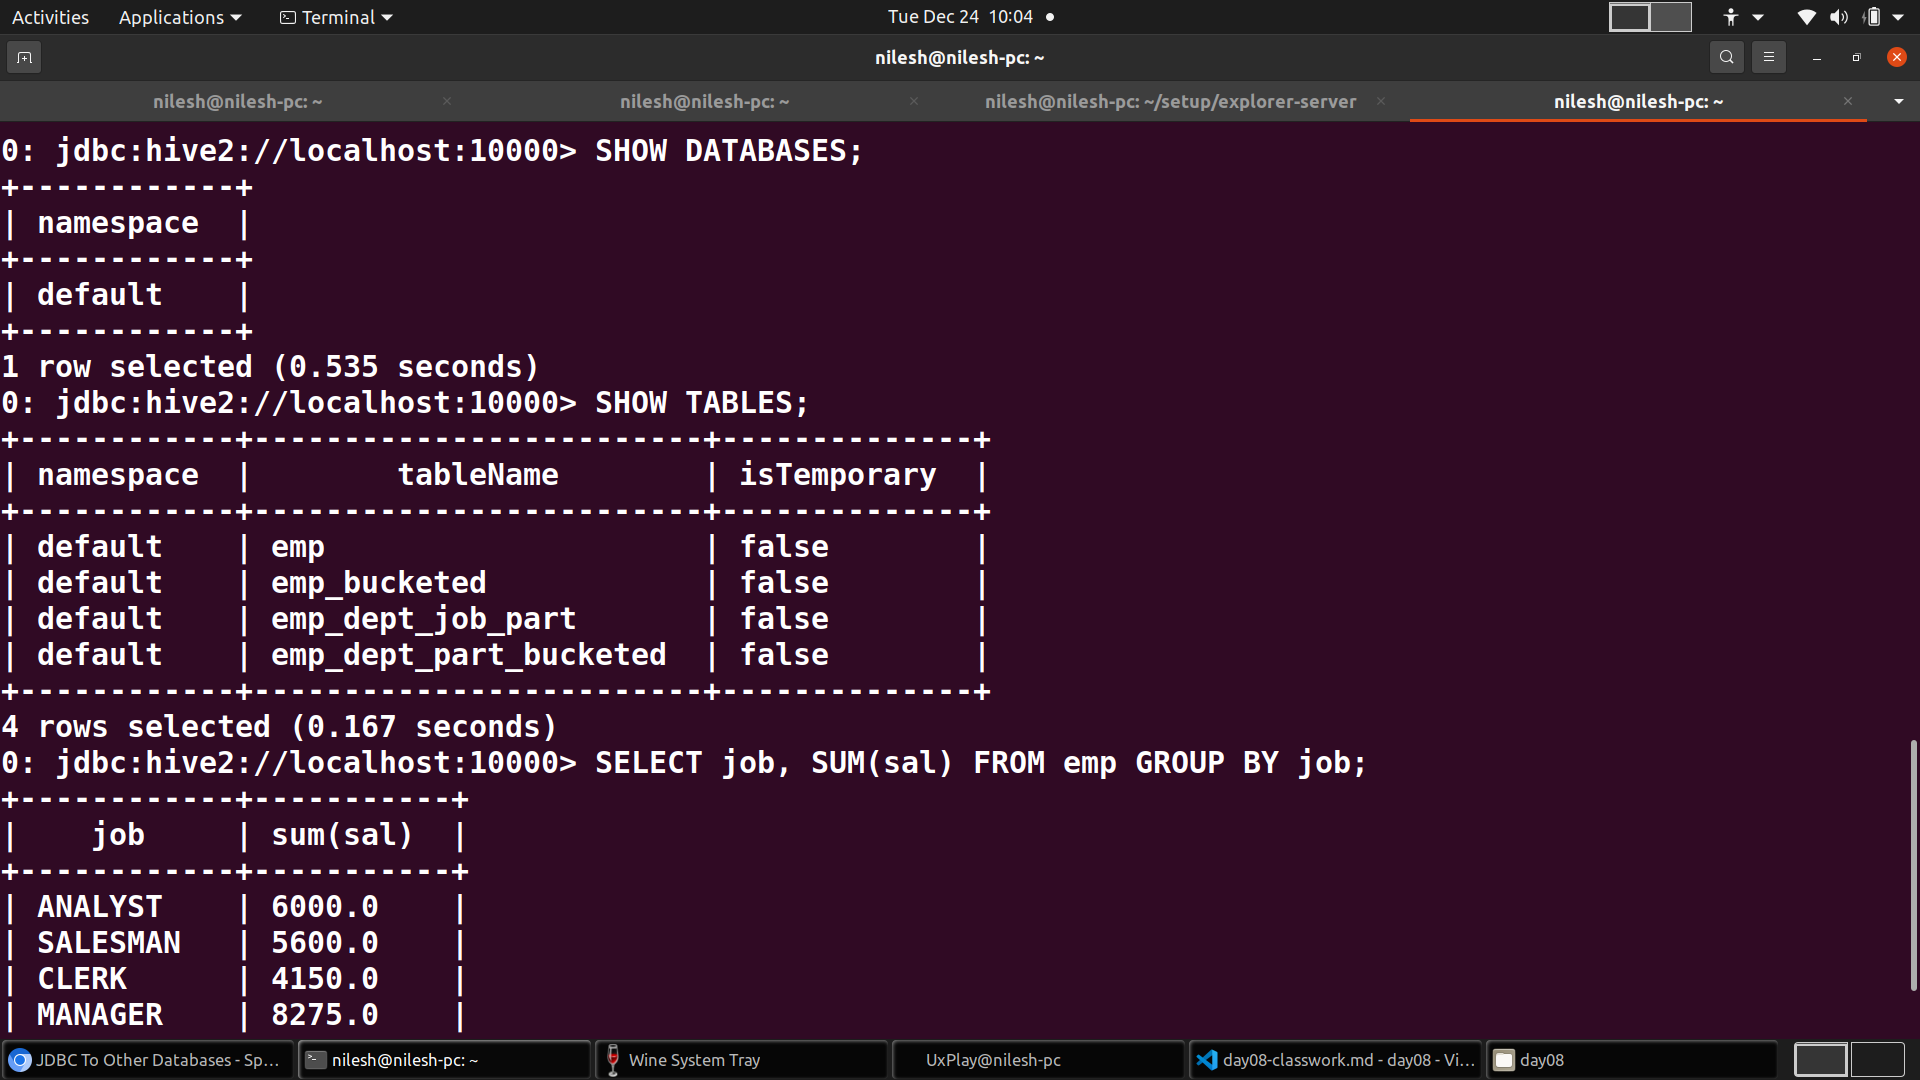 Activities Applications Terminal Tue Dec 24 10:04
nilesh@nilesh-pc: ~
nilesh@nilesh-pc: ~ × nilesh@nilesh-pc: ~ × nilesh@nilesh-pc: ~/setup/explorer-server × nilesh@nilesh-pc: ~ ×
0: jdbc:hive2://localhost:10000> SHOW DATABASES;
+------------+
| namespace  |
+------------+
| default    |
+------------+
1 row selected (0.535 seconds)
0: jdbc:hive2://localhost:10000> SHOW TABLES;
+------------+-------------------------+--------------+
| namespace  |        tableName        | isTemporary  |
+------------+-------------------------+--------------+
| default    | emp                     | false        |
| default    | emp_bucketed            | false        |
| default    | emp_dept_job_part       | false        |
| default    | emp_dept_part_bucketed  | false        |
+------------+-------------------------+--------------+
4 rows selected (0.167 seconds)
0: jdbc:hive2://localhost:10000> SELECT job, SUM(sal) FROM emp GROUP BY job;
+------------+-----------+
|    job     | sum(sal)  |
+------------+-----------+
| ANALYST    | 6000.0    |
| SALESMAN   | 5600.0    |
| CLERK      | 4150.0    |
| MANAGER    | 8275.0    |
JDBC To Other Databases - Sp... nilesh@nilesh-pc: ~ Wine System Tray UxPlay@nilesh-pc day08-classwork.md - day08 - Vi... day08